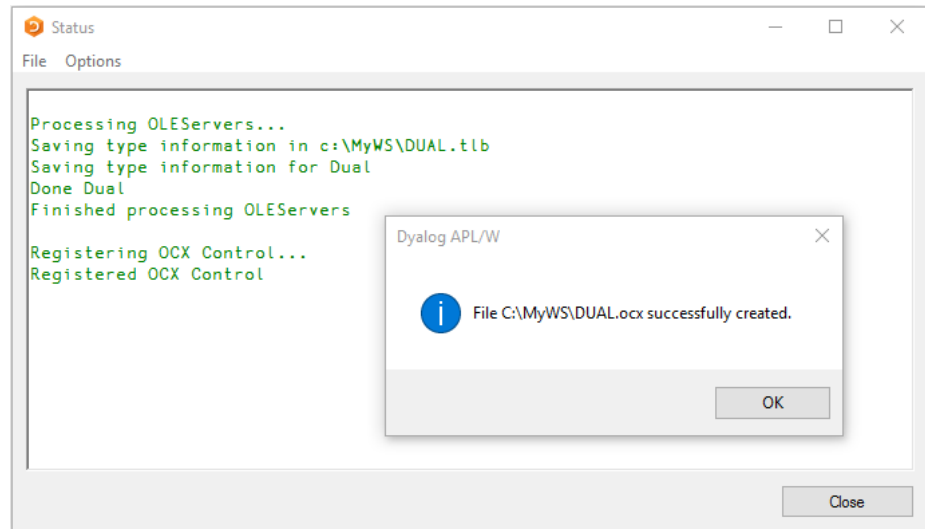 Status
File Options
Processing OLEServers...
Saving type information in c:\MyWS\DUAL.tlb
Saving type information for Dual
Done Dual
Finished processing OLEServers
Registering OCX Control...
Registered OCX Control
Dyalog APL/W
File C:\MyWS\DUAL.ocx successfully created.
OK
Close